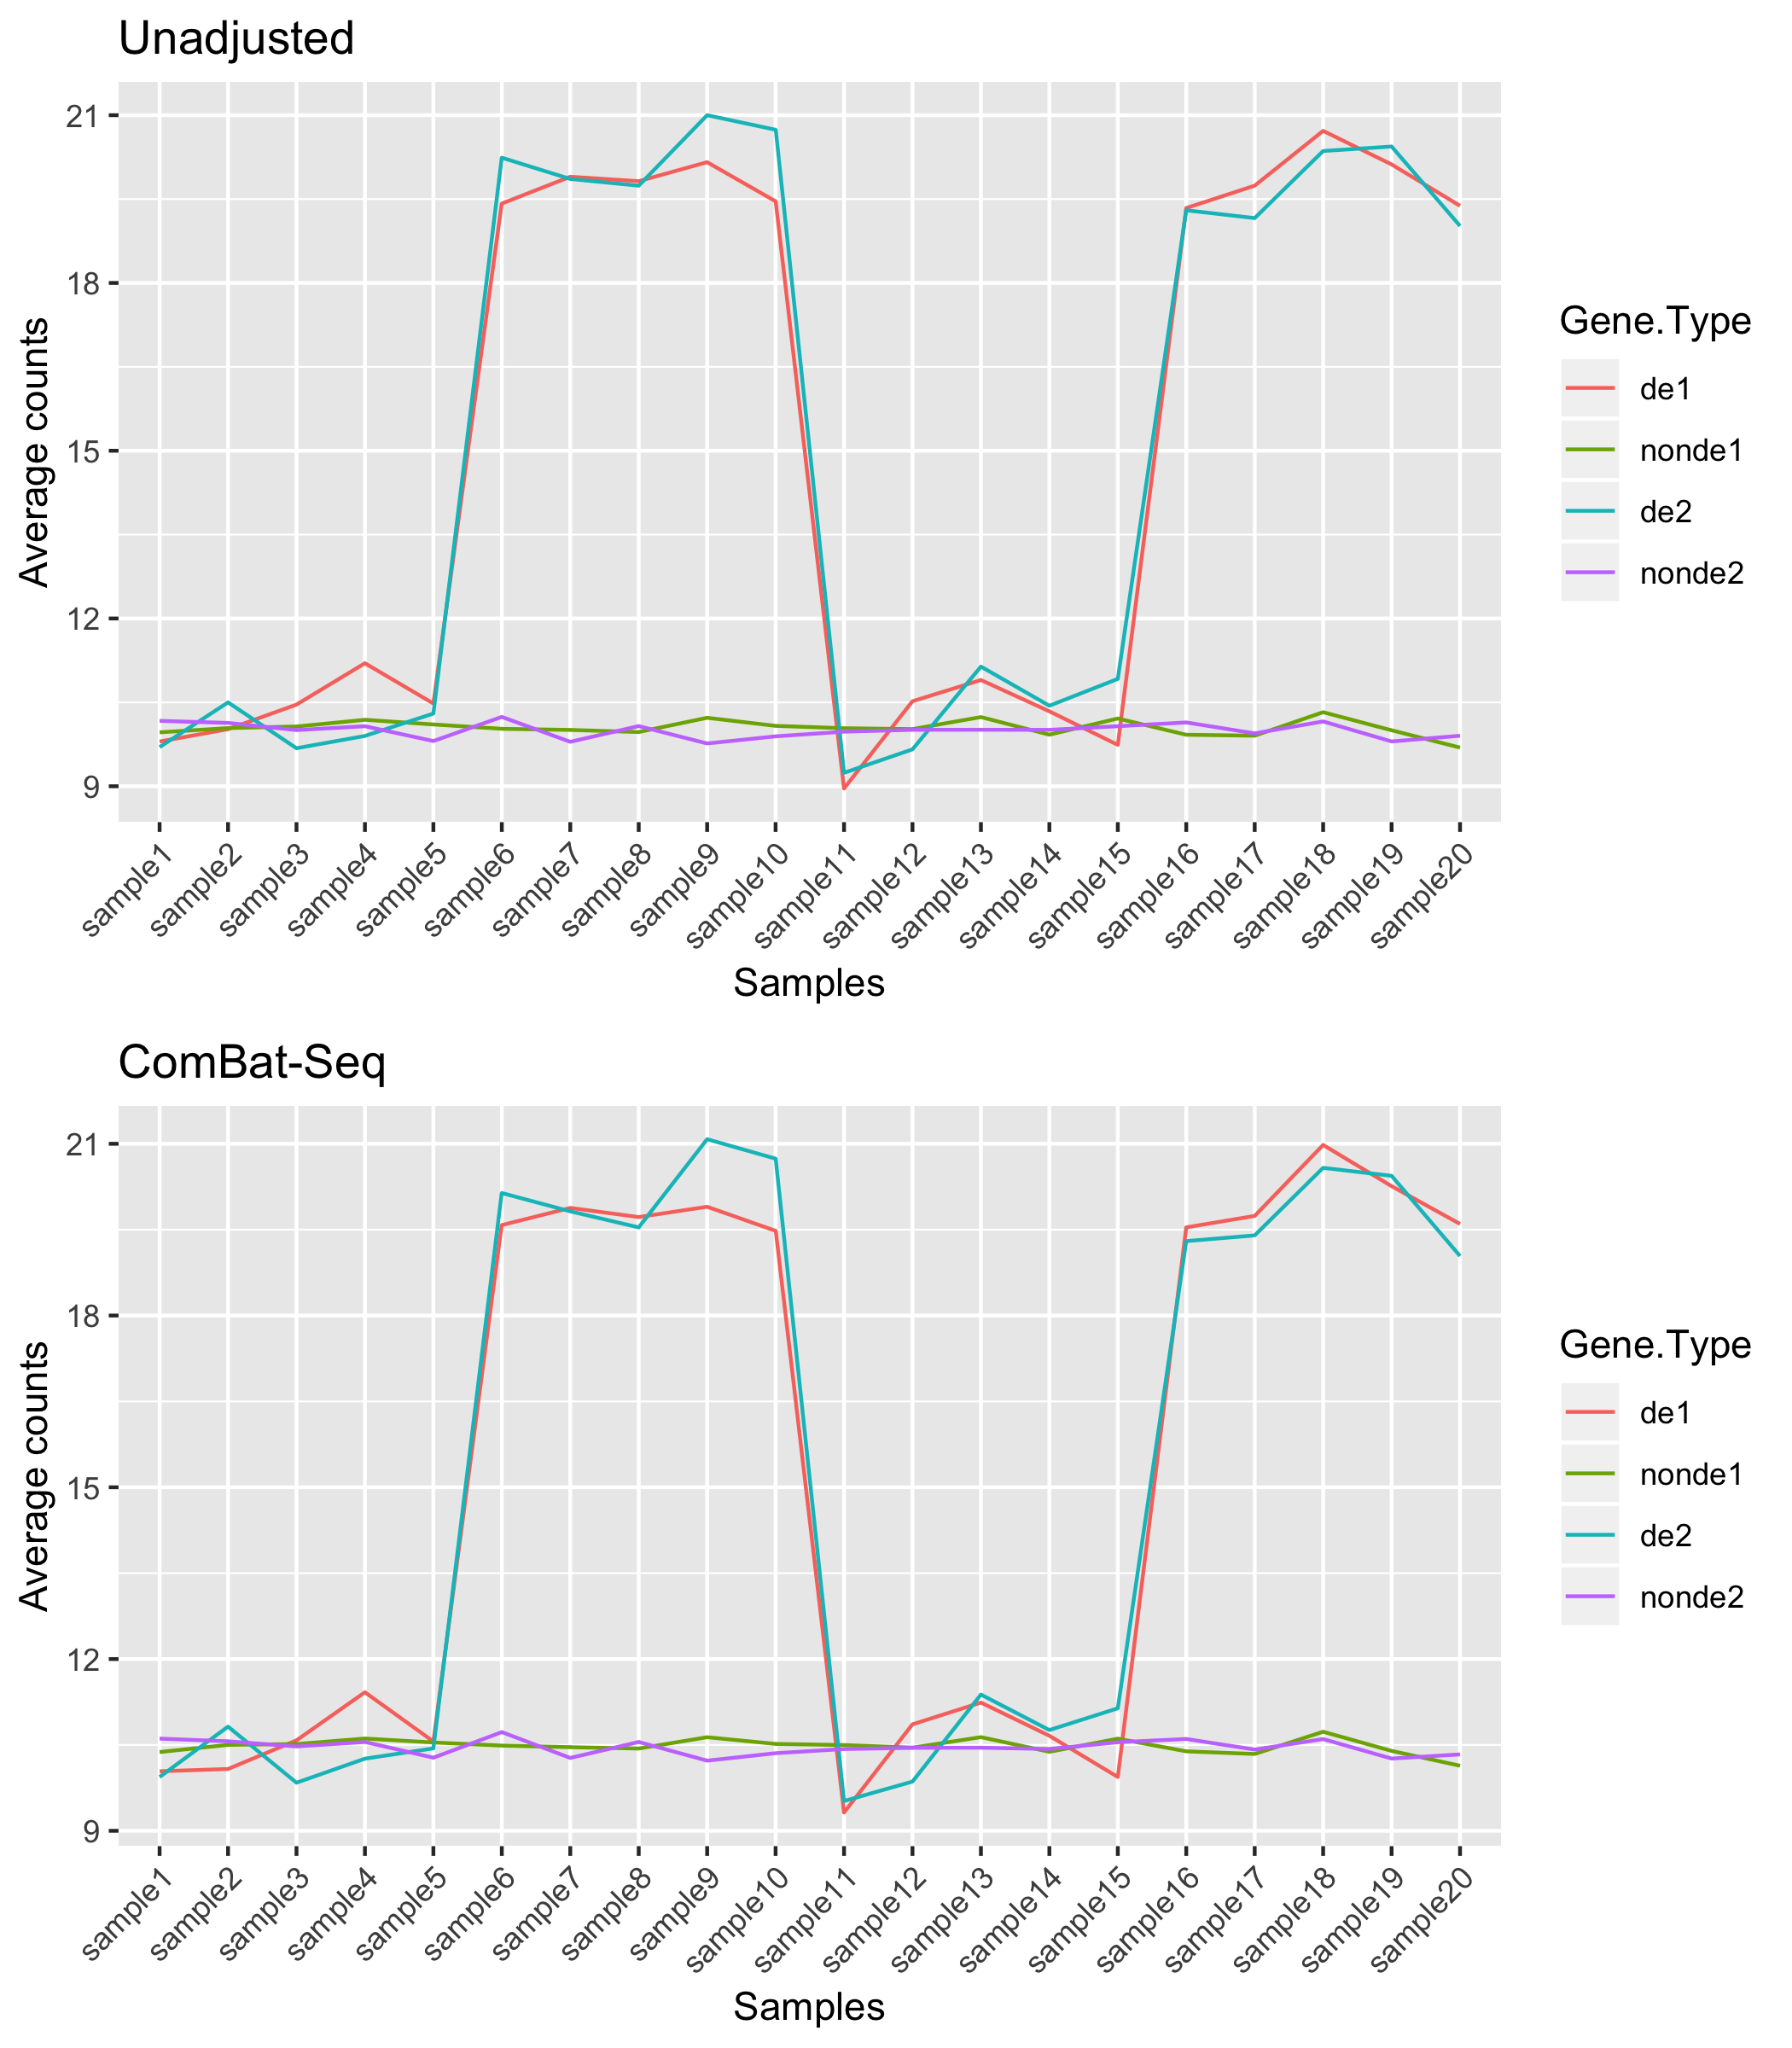 Unadjusted
21
18
15
12
9
Average counts
sample1
sample2
sample3
sample4
sample5
sample6
sample7
sample8
sample9
sample10
sample11
sample12
sample13
sample14
sample15
sample16
sample17
sample18
sample19
sample20
Samples
Gene.Type
de1
nonde1
de2
nonde2
ComBat-Seq
21
18
15
12
9
Average counts
sample1
sample2
sample3
sample4
sample5
sample6
sample7
sample8
sample9
sample10
sample11
sample12
sample13
sample14
sample15
sample16
sample17
sample18
sample19
sample20
Samples
Gene.Type
de1
nonde1
de2
nonde2